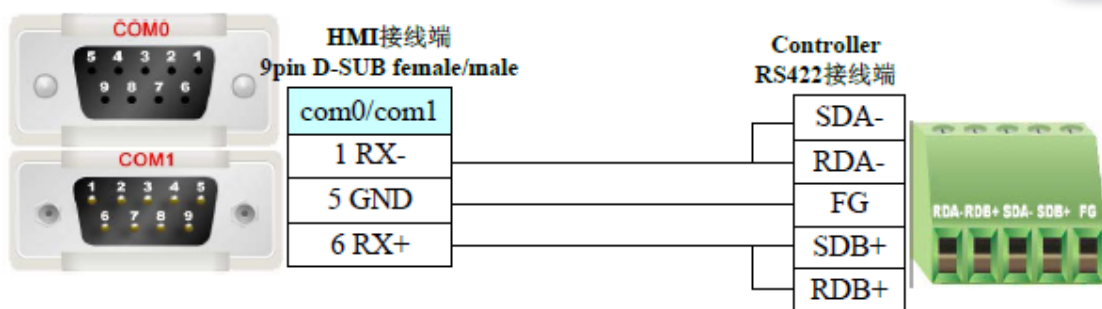 COM0
5 4 3 2 1
9 8 7 6
COM1
1 2 3 4 5
6 7 8 9
HMI接线端
9pin D-SUB female/male
com0/com1
1 RX-
5 GND
6 RX+
Controller
RS422接线端
SDA-
RDA-
FG
SDB+
RDB+
RDA- RDB+ SDA- SDB+ FG